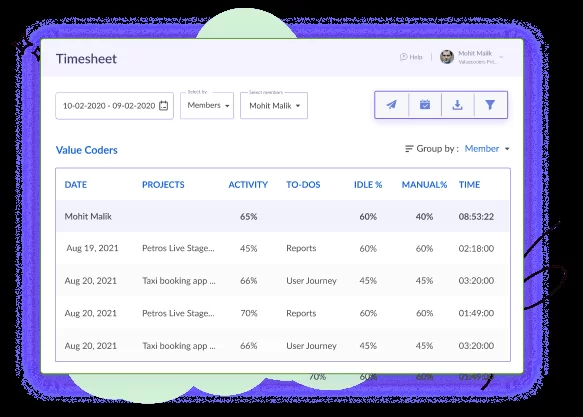 Timesheet
Help
Mohit Malik
Valuecoders Pvt..
10-02-2020 - 09-02-2020
Select by
Members
Select members
Mohit Malik
Value Coders
Group by : Member
DATE PROJECTS ACTIVITY TO-DOS IDLE % MANUAL% TIME
Mohit Malik 65% 60% 40% 08:53:22
Aug 19, 2021 Petros Live Stage... 45% Reports 60% 60% 02:18:00
Aug 20, 2021 Taxi booking app ... 66% User Journey 45% 45% 03:20:00
Aug 20, 2021 Petros Live Stage... 70% Reports 60% 60% 01:49:00
Aug 20, 2021 Taxi booking app ... 66% User Journey 45% 45% 03:20:00
70% 60% 60% 01:49:00